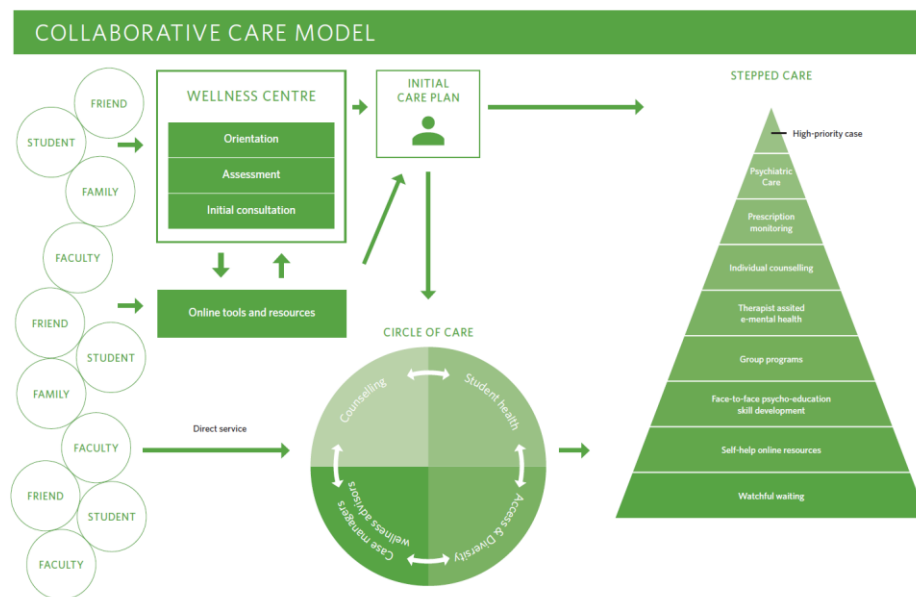 COLLABORATIVE CARE MODEL
FRIEND
STUDENT
FAMILY
FACULTY
FRIEND
STUDENT
FAMILY
FACULTY
FRIEND
STUDENT
FACULTY
WELLNESS CENTRE
Orientation
Assessment
Initial consultation
Online tools and resources
INITIAL
CARE PLAN
Direct service
CIRCLE OF CARE
Counselling
Student health
Access & Diversity
Case managers
wellness advisors
STEPPED CARE
High-priority case
Psychiatric
Care
Prescription
monitoring
Individual counselling
Therapist assited
e-mental health
Group programs
Face-to-face psycho-education
skill development
Self-help online resources
Watchful waiting